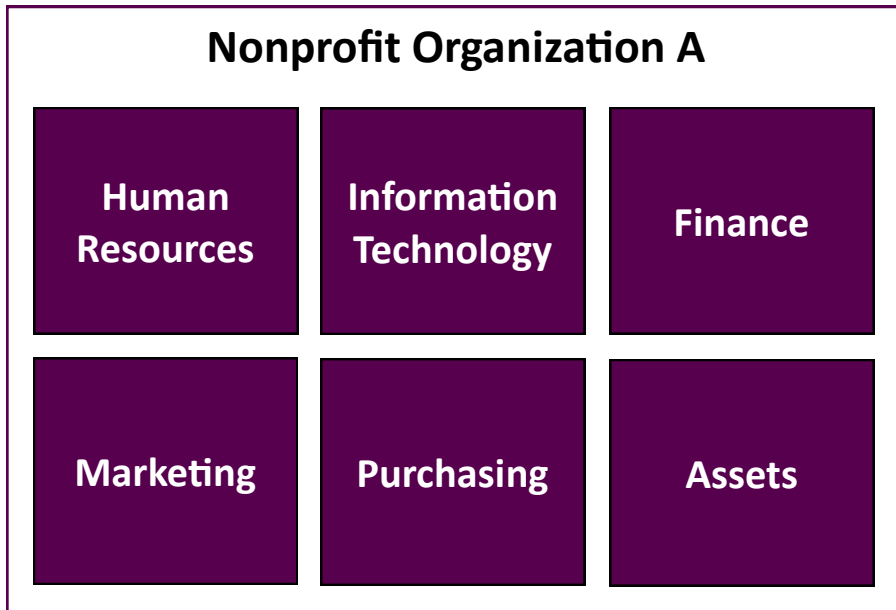 Nonprofit Organization A
Human
Resources
Information
Technology
Finance
Marketing
Purchasing
Assets